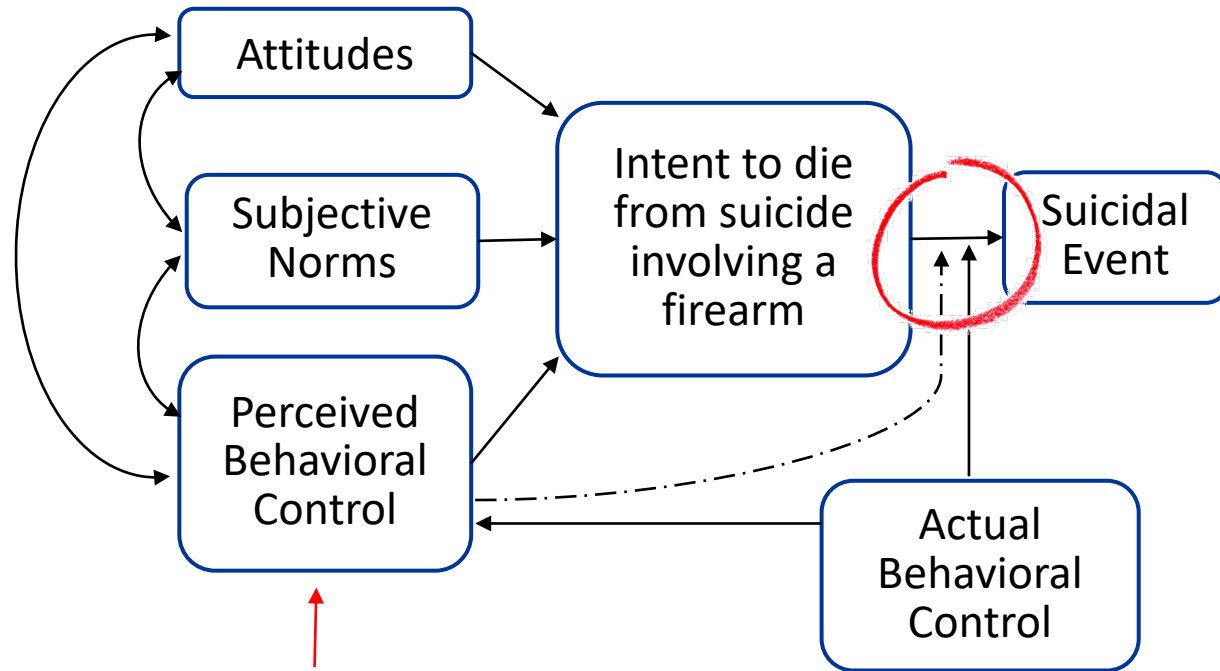 Attitudes
Subjective
Norms
Perceived
Behavioral
Control
Intent to die
from suicide
involving a
firearm
Suicidal
Event
Actual
Behavioral
Control